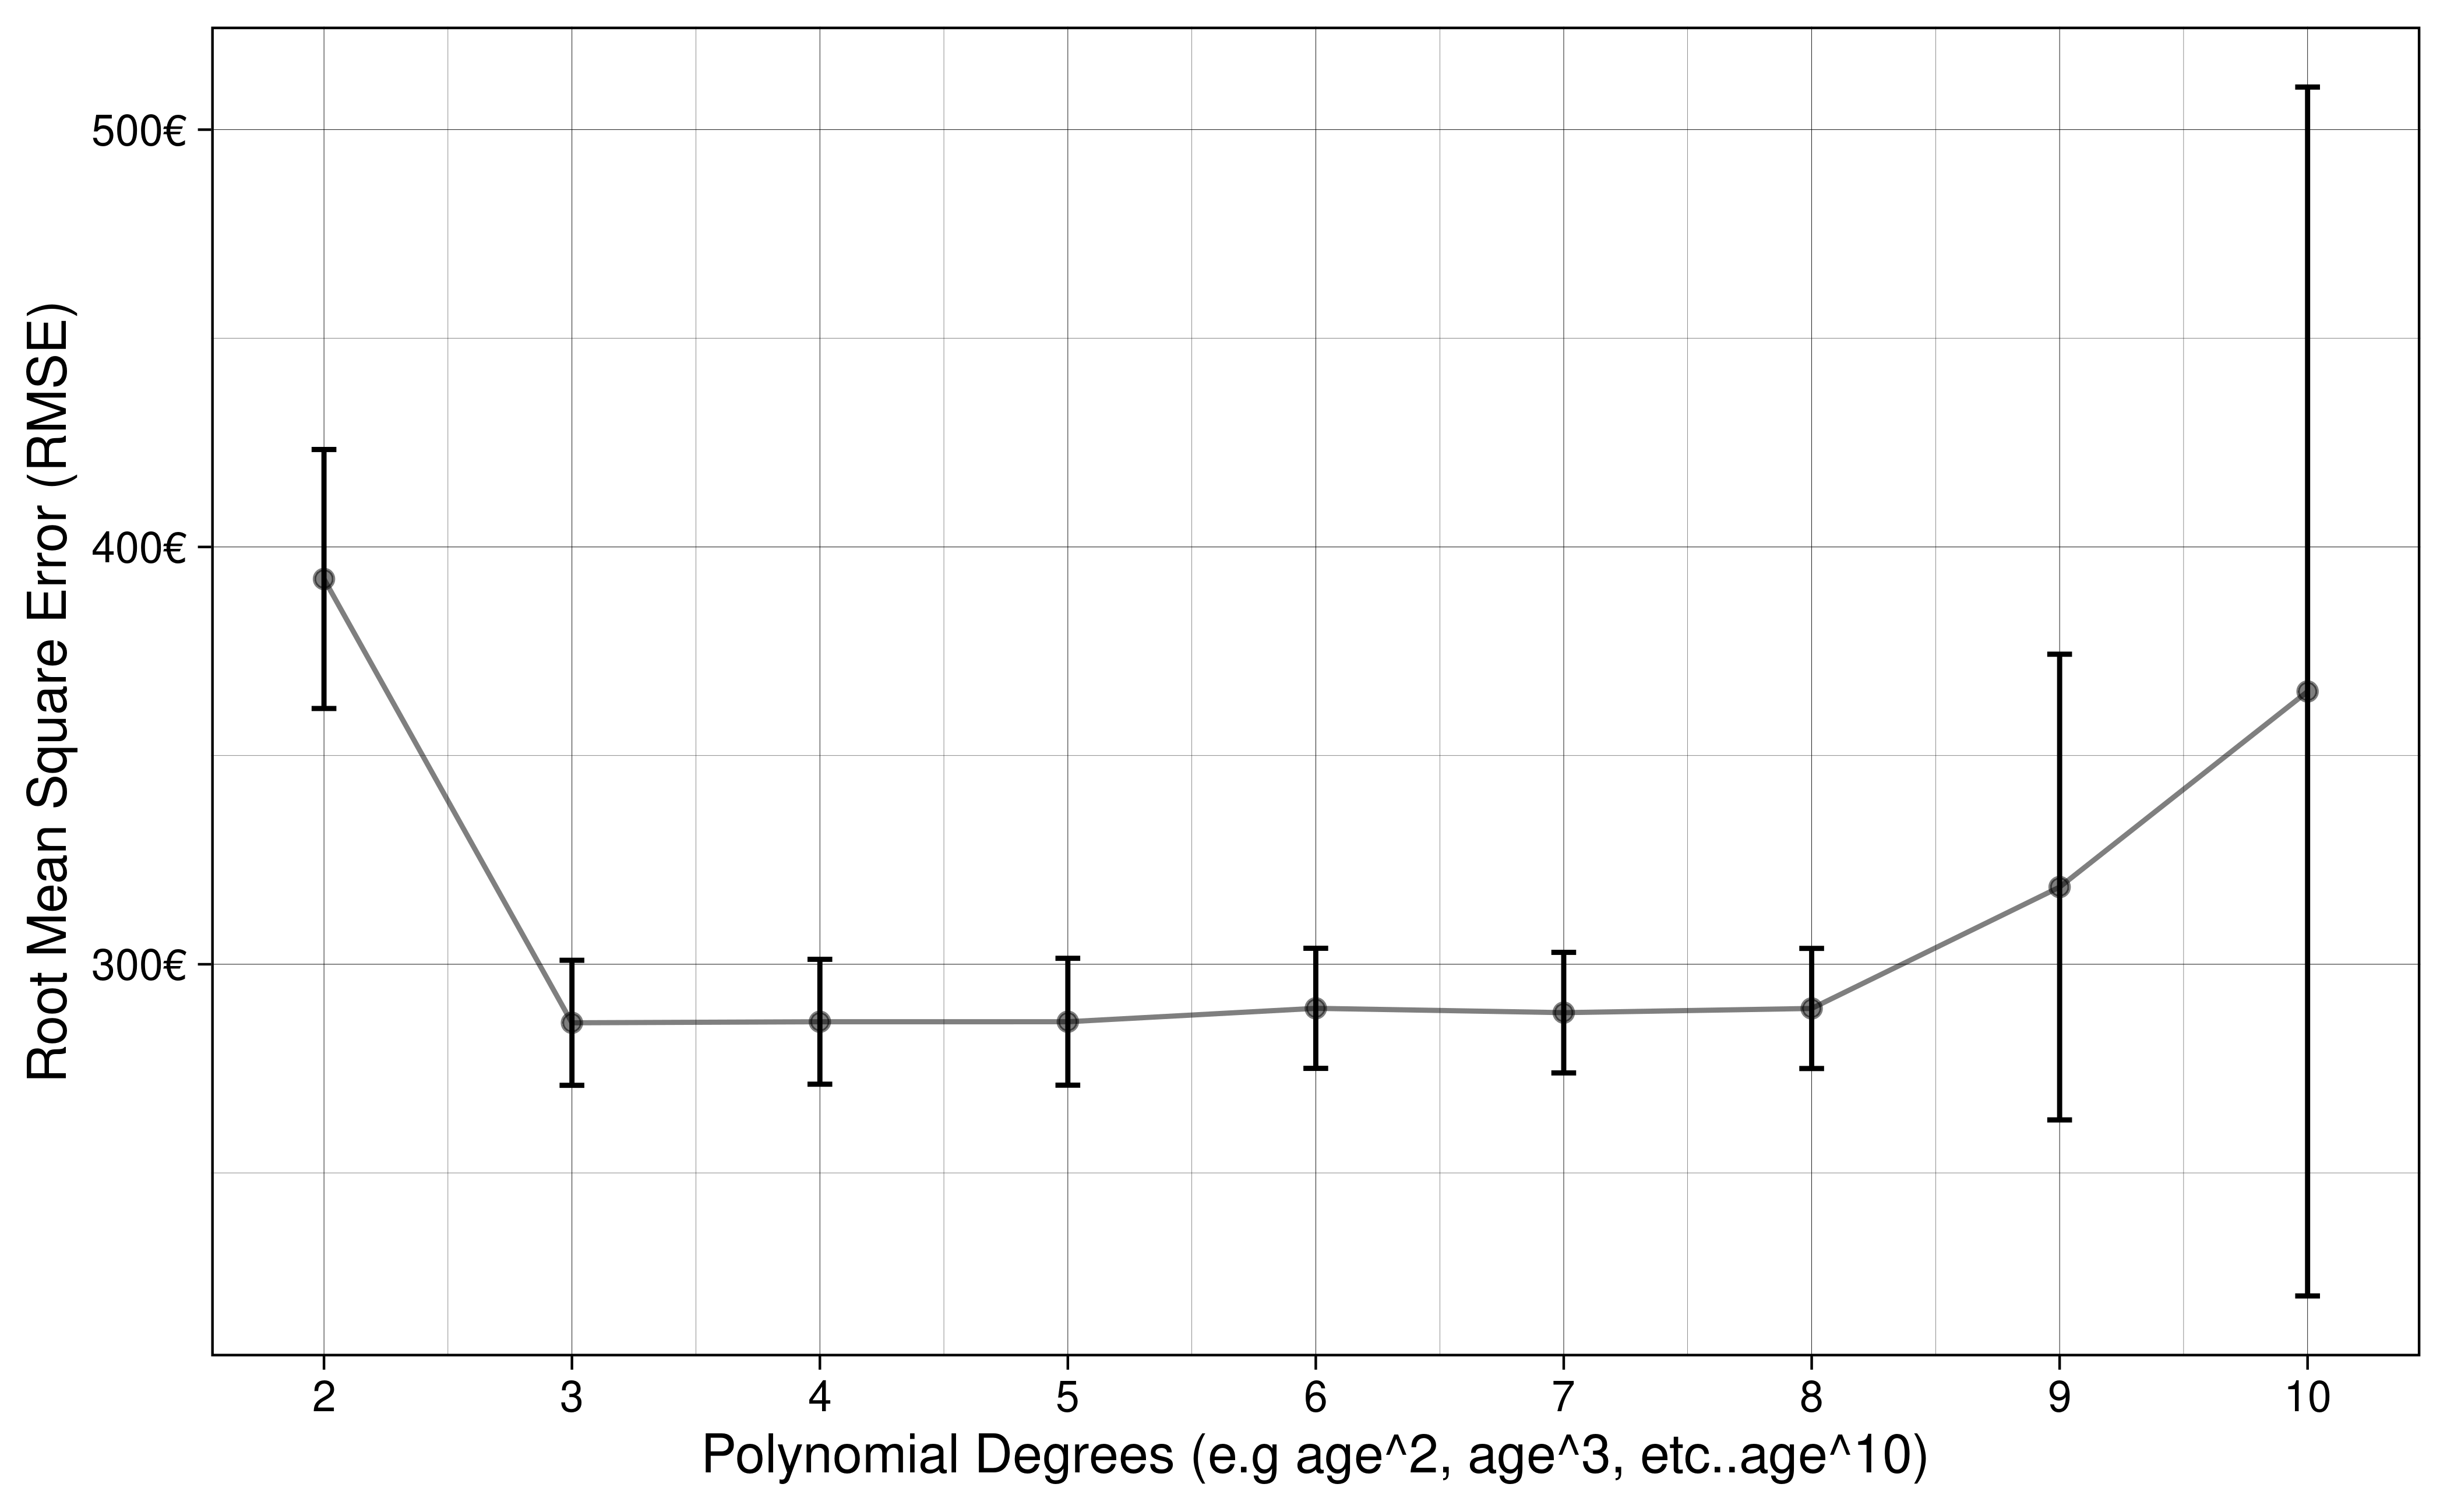 Root Mean Square Error (RMSE)
500€
400€
300€
2 3 4 5 6 7 8 9 10
Polynomial Degrees (e.g age^2, age^3, etc..age^10)